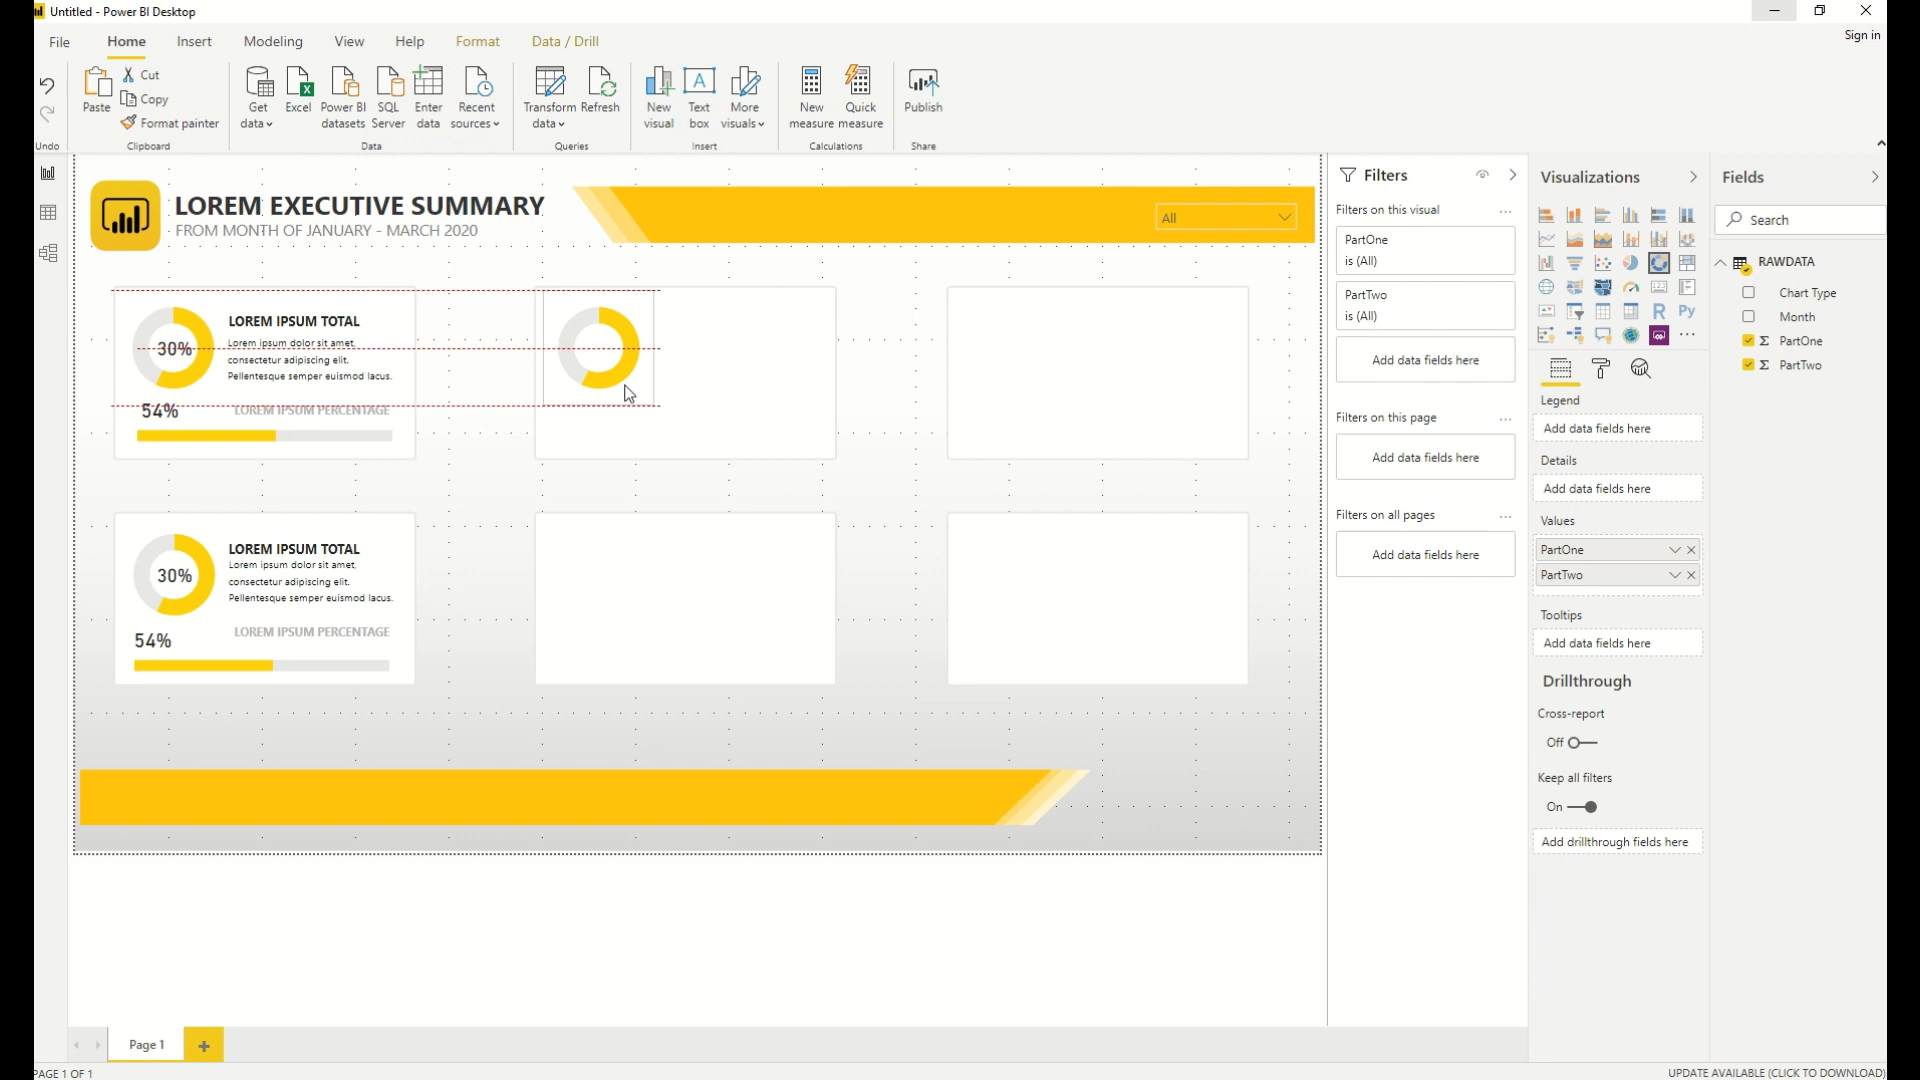 Untitled - Power BI Desktop
Sign in
File Home Insert Modeling View Help Format Data / Drill
Paste
Cut
Copy
Format painter
Get data
Excel
Power BI datasets
SQL Server
Enter data
Recent sources
Transform data
Refresh
New visual
Text box
More visuals
New measure
Quick measure
Publish
Undo
Clipboard
Data
Queries
Insert
Calculations
Share
LOREM EXECUTIVE SUMMARY
FROM MONTH OF JANUARY - MARCH 2020
All
30%
LOREM IPSUM TOTAL
Lorem ipsum dolor sit amet,
consectetur adipiscing elit.
Pellentesque semper euismod lacus.
54%
LOREM IPSUM PERCENTAGE
30%
LOREM IPSUM TOTAL
Lorem ipsum dolor sit amet,
consectetur adipiscing elit.
Pellentesque semper euismod lacus.
54%
LOREM IPSUM PERCENTAGE
Filters
Filters on this visual
...
PartOne
is (All)
PartTwo
is (All)
Add data fields here
Filters on this page
...
Add data fields here
Filters on all pages
...
Add data fields here
Visualizations
R
Py
...
Legend
Add data fields here
Details
Add data fields here
Values
PartOne
PartTwo
Tooltips
Add data fields here
Drillthrough
Cross-report
Off
Keep all filters
On
Add drillthrough fields here
Fields
Search
RAWDATA
Chart Type
Month
Σ PartOne
Σ PartTwo
Page 1
PAGE 1 OF 1
UPDATE AVAILABLE (CLICK TO DOWNLOAD)